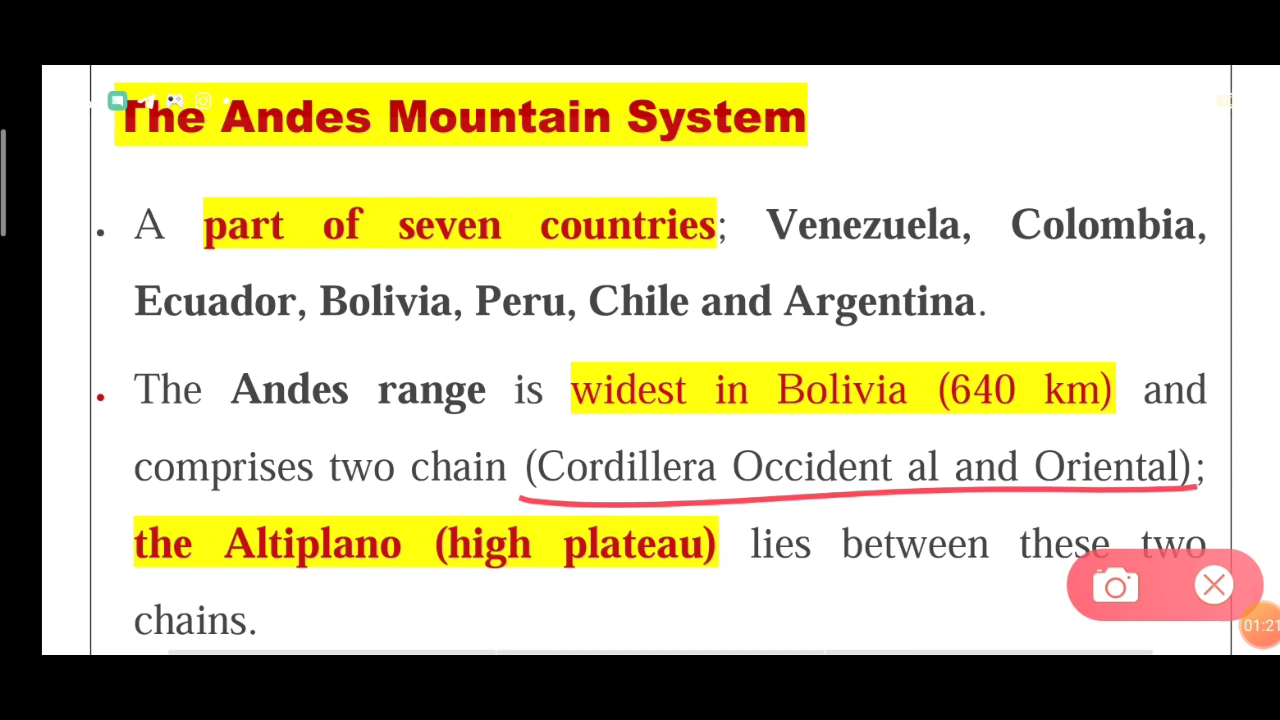 The Andes Mountain System
• A part of seven countries; Venezuela, Colombia,
Ecuador, Bolivia, Peru, Chile and Argentina.
• The Andes range is widest in Bolivia (640 km) and
comprises two chain (Cordillera Occident al and Oriental);
the Altiplano (high plateau) lies between these two
chains.
01:21